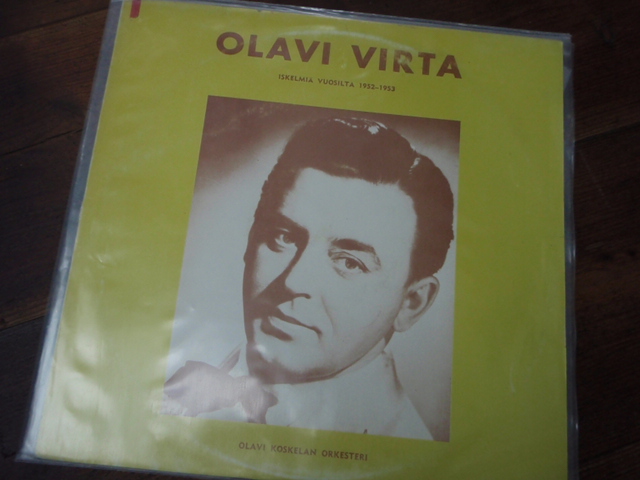 OLAVI VIRTA
ISKELMIÄ VUOSILTA 1952-1953
OLAVI KOSKELAN ORKESTERI